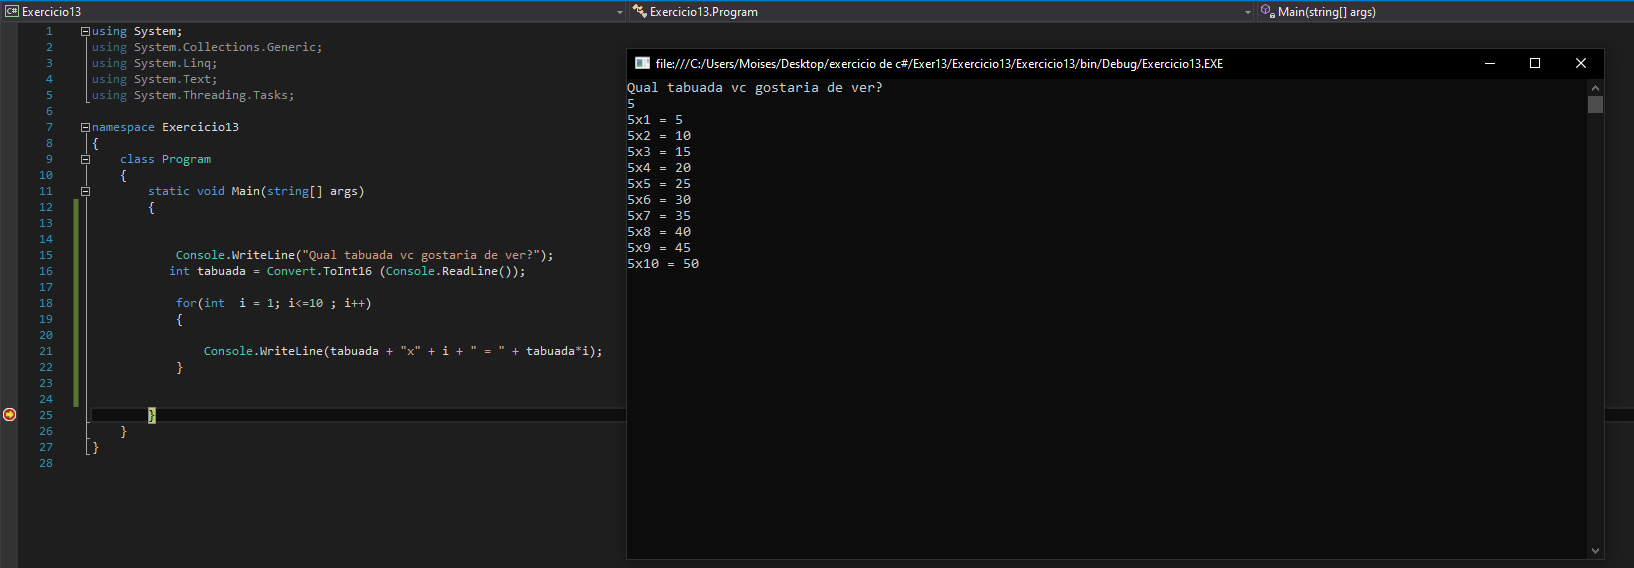 Exercicio13
Exercicio13.Program
Main(string[] args)
1 using System;
2 using System.Collections.Generic;
3 using System.Linq;
4 using System.Text;
5 using System.Threading.Tasks;
6
7 namespace Exercicio13
8 {
9 class Program
10 {
11 static void Main(string[] args)
12 {
13
14
15 Console.WriteLine("Qual tabuada vc gostaria de ver?");
16 int tabuada = Convert.ToInt16 (Console.ReadLine());
17
18 for(int  i = 1; i<=10 ; i++)
19 {
20
21 Console.WriteLine(tabuada + "x" + i + " = " + tabuada*i);
22 }
23
24
25 }
26 }
27 }
28
file:///C:/Users/Moises/Desktop/exercicio de c#/Exer13/Exercicio13/Exercicio13/bin/Debug/Exercicio13.EXE
Qual tabuada vc gostaria de ver?
5
5x1 = 5
5x2 = 10
5x3 = 15
5x4 = 20
5x5 = 25
5x6 = 30
5x7 = 35
5x8 = 40
5x9 = 45
5x10 = 50